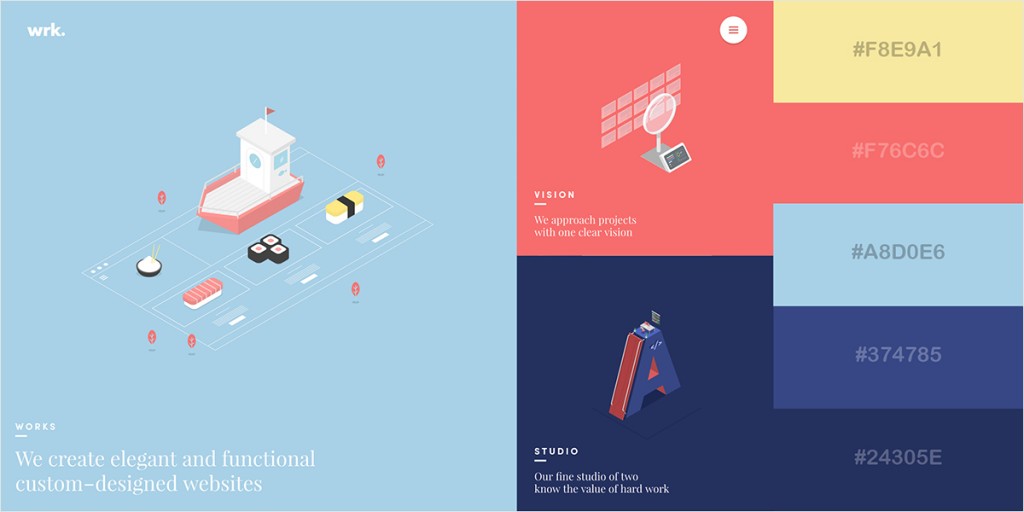 wrk.
WORKS
We create elegant and functional
custom-designed websites
VISION
We approach projects
with one clear vision
STUDIO
Our fine studio of two
know the value of hard work
#F8E9A1
#F76C6C
#A8D0E6
#374785
#24305E